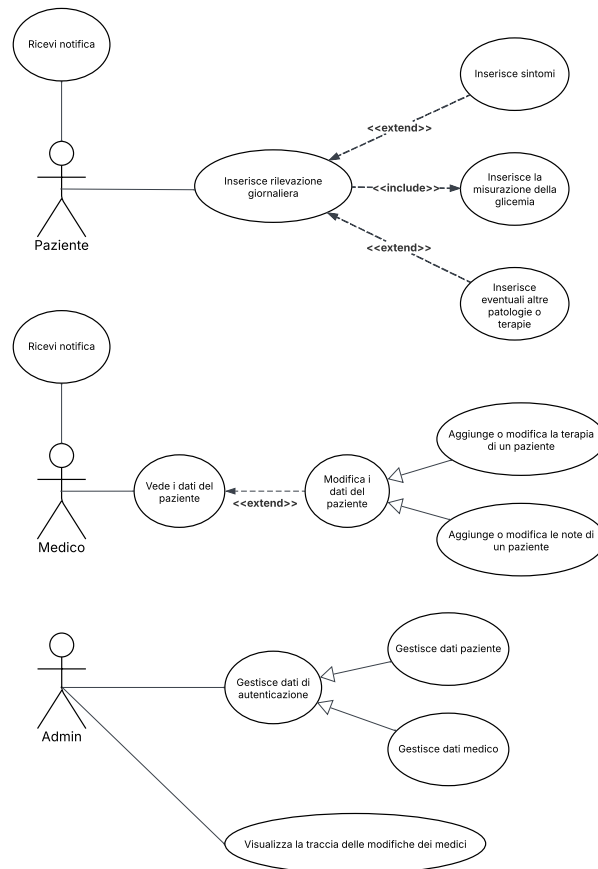 Ricevi notifica
Inserisce sintomi
<<extend>>
Inserisce rilevazione
giornaliera
<<include>>
Inserisce la
misurazione della
glicemia
Paziente
<<extend>>
Inserisce
eventuali altre
patologie o
terapie
Ricevi notifica
Aggiunge o modifica la terapia
di un paziente
Vede i dati del
paziente
<<extend>>
Modifica i
dati del
paziente
Aggiunge o modifica le note di
un paziente
Medico
Gestisce dati paziente
Gestisce dati di
autenticazione
Admin
Gestisce dati medico
Visualizza la traccia delle modifiche dei medici